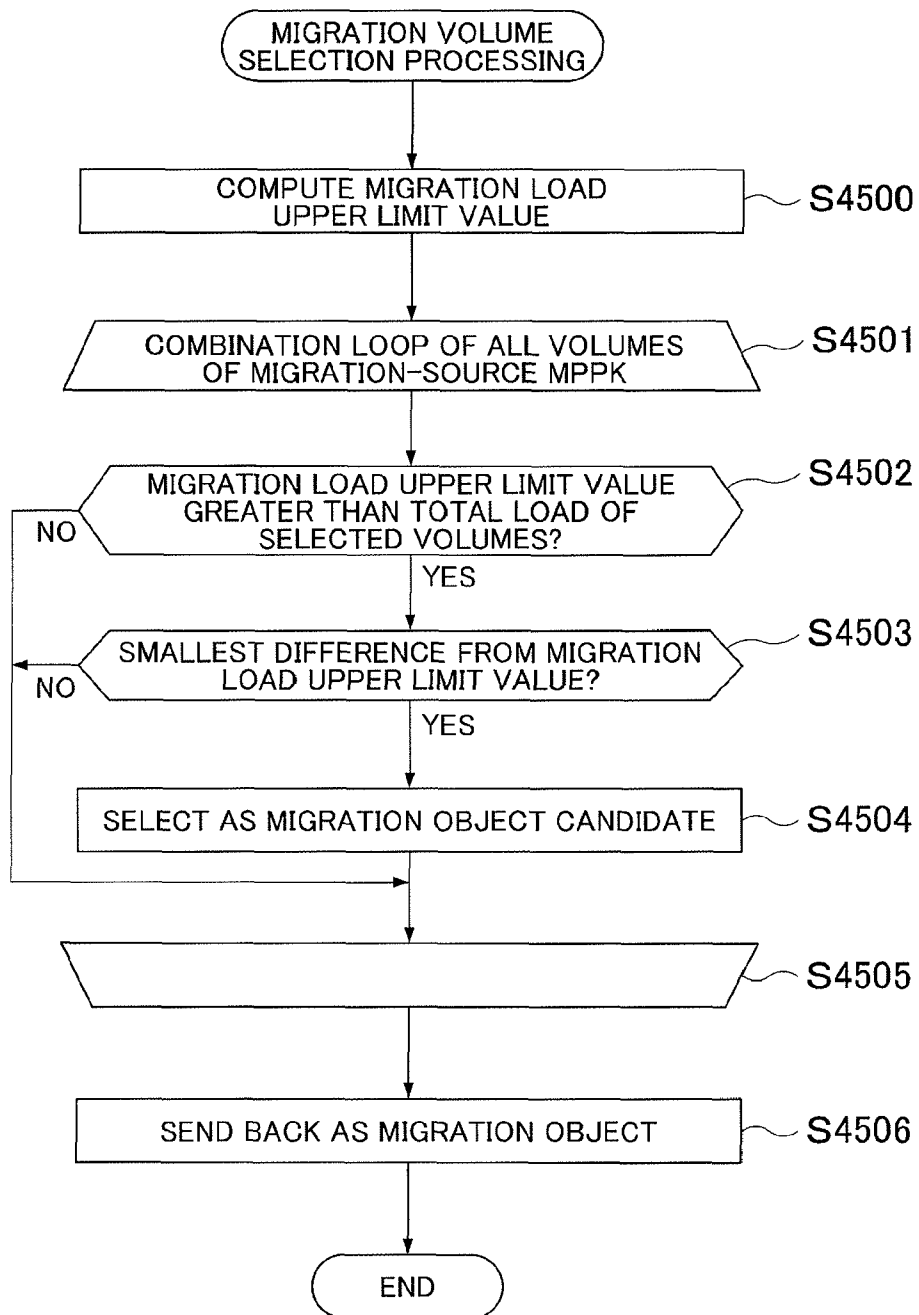 MIGRATION VOLUME
SELECTION PROCESSING
COMPUTE MIGRATION LOAD
UPPER LIMIT VALUE
S4500
COMBINATION LOOP OF ALL VOLUMES
OF MIGRATION-SOURCE MPPK
S4501
MIGRATION LOAD UPPER LIMIT VALUE
GREATER THAN TOTAL LOAD OF
SELECTED VOLUMES?
S4502
NO
YES
SMALLEST DIFFERENCE FROM MIGRATION
LOAD UPPER LIMIT VALUE?
S4503
NO
YES
SELECT AS MIGRATION OBJECT CANDIDATE
S4504
S4505
SEND BACK AS MIGRATION OBJECT
S4506
END